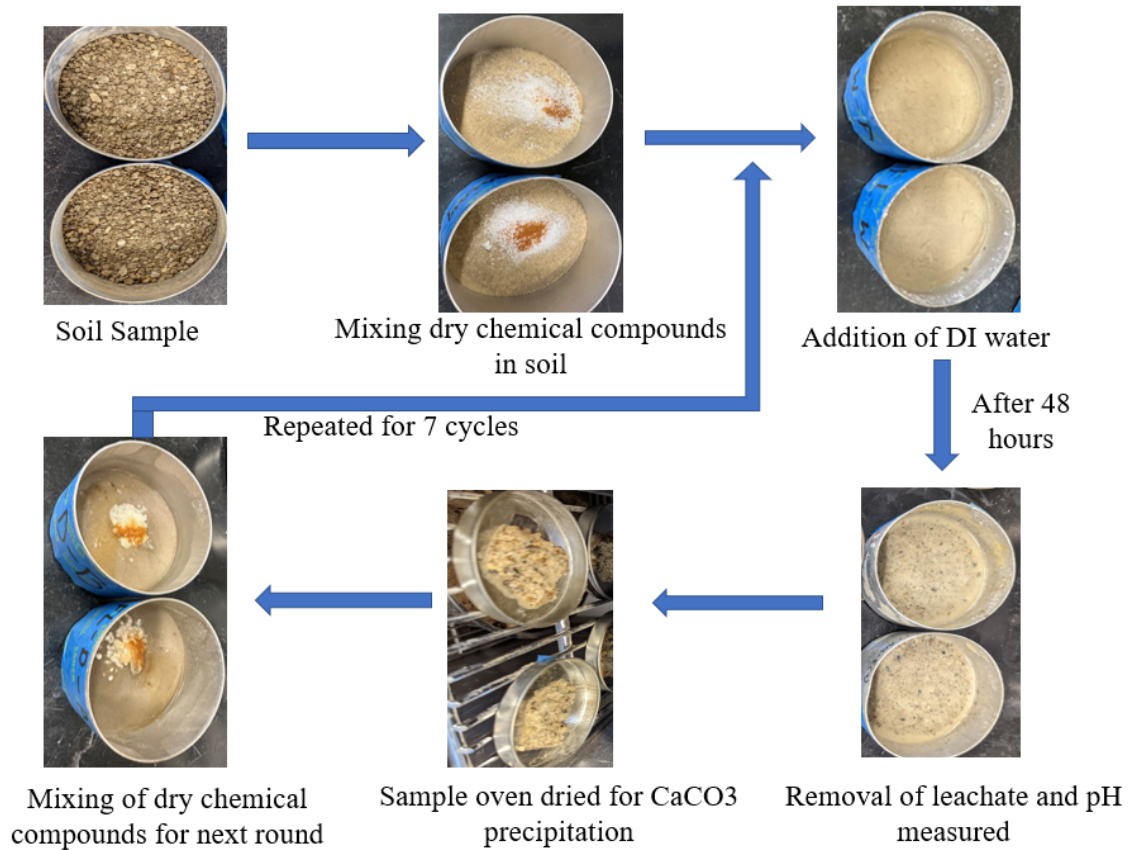 Soil Sample
Mixing dry chemical compounds
in soil
Addition of DI water
After 48
hours
Repeated for 7 cycles
Mixing of dry chemical
compounds for next round
Sample oven dried for CaCO3
precipitation
Removal of leachate and pH
measured